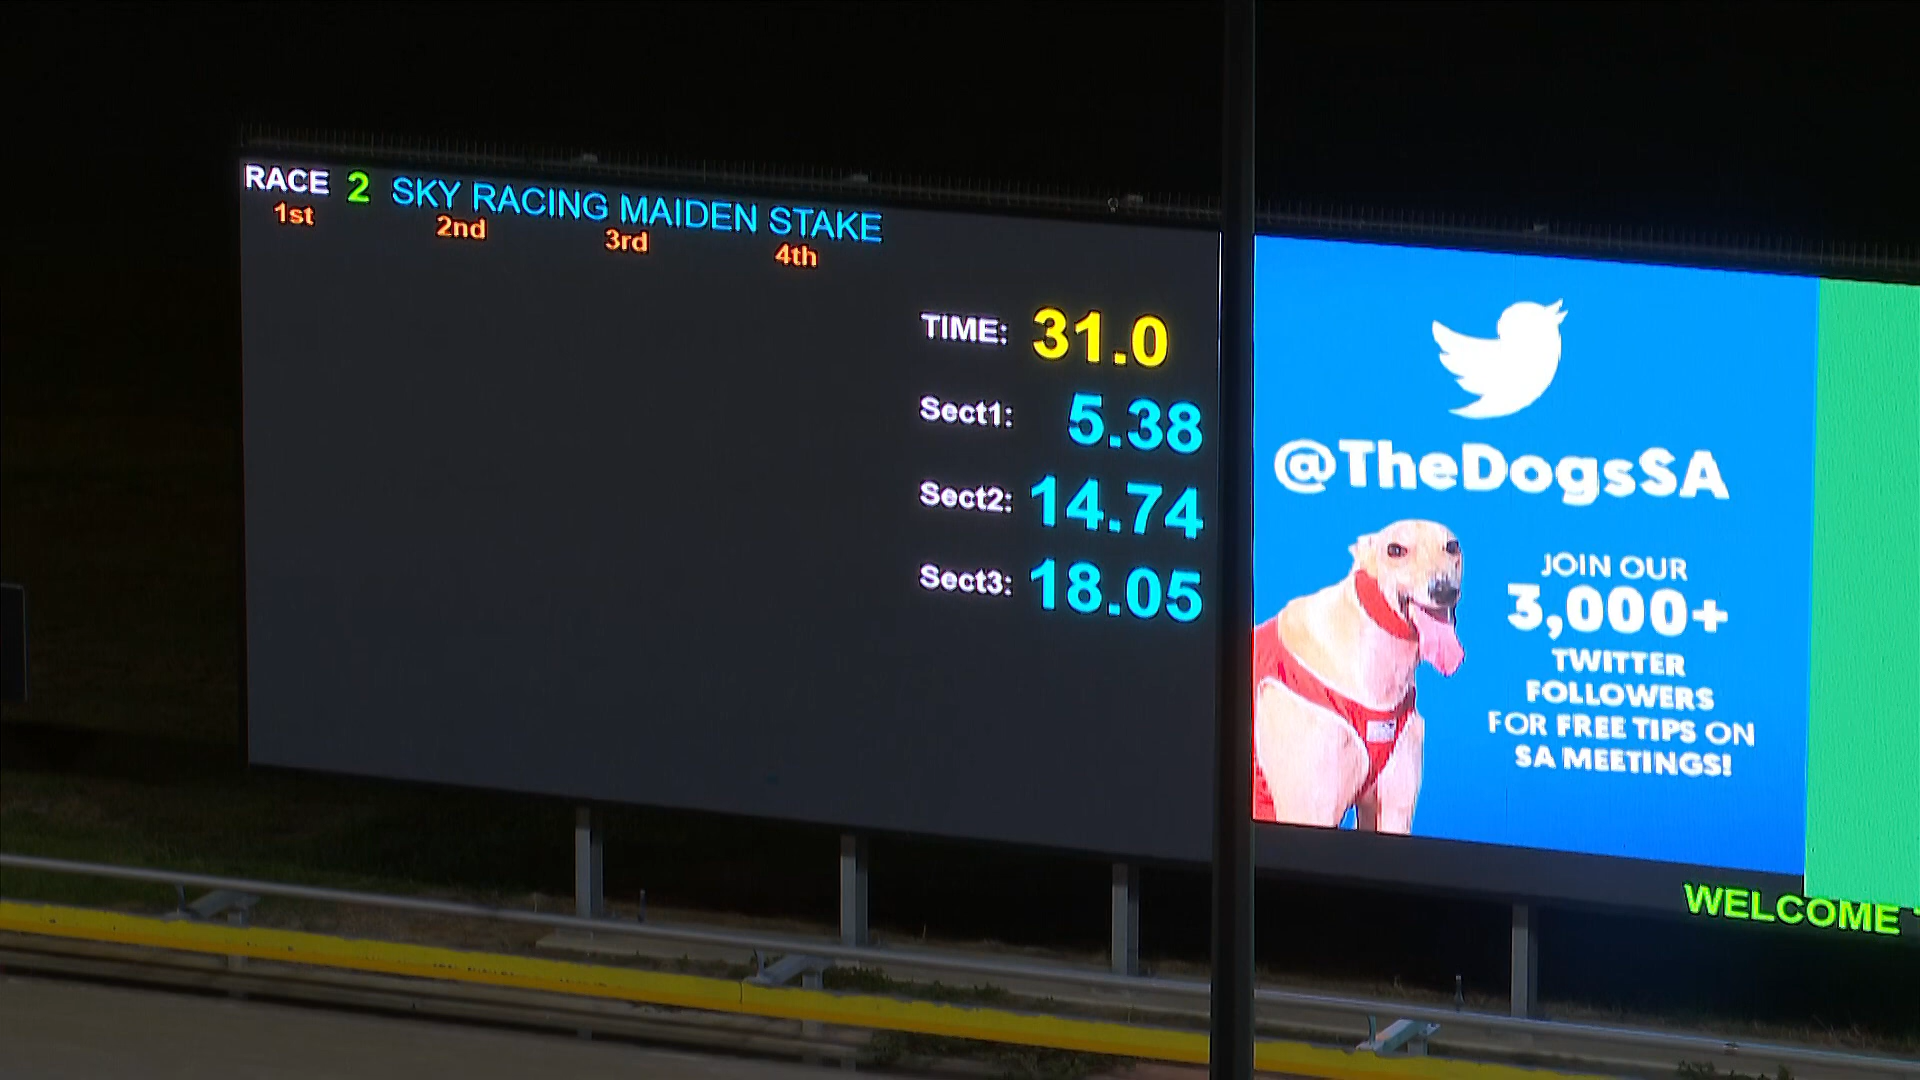 RACE 2 SKY RACING MAIDEN STAKE
1st 2nd 3rd 4th
TIME: 31.0
Sect1: 5.38
Sect2: 14.74
Sect3: 18.05
@TheDogsSA
JOIN OUR
3,000+
TWITTER
FOLLOWERS
FOR FREE TIPS ON
SA MEETINGS!
WELCOME